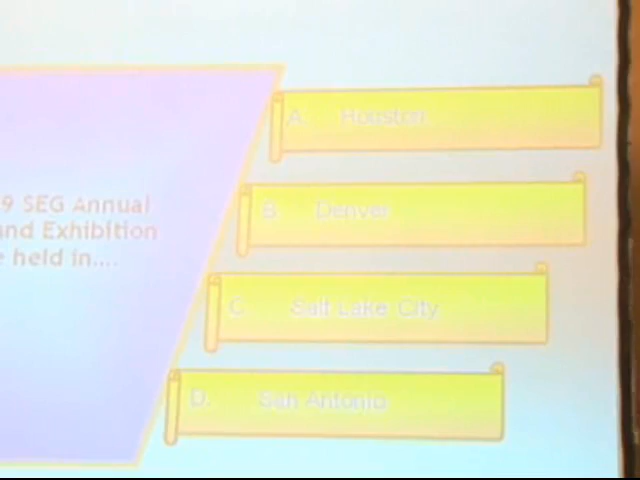 9 SEG Annual
and Exhibition
e held in....
A. Houston
B. Denver
C. Salt Lake City
D. San Antonio